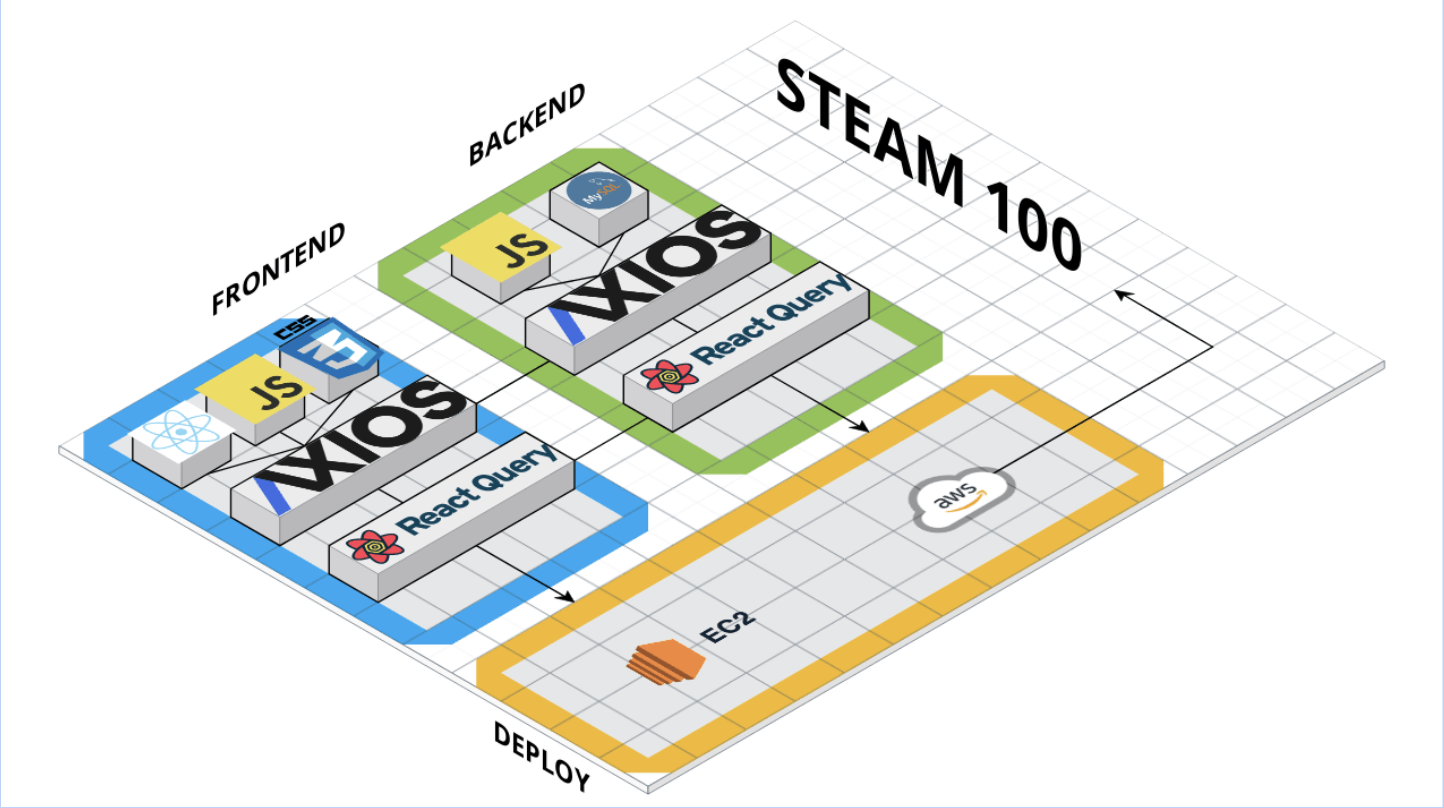 STEAM 100
BACKEND
MySQL
JS
AXIOS
React Query
FRONTEND
CSS
JS
AXIOS
React Query
aws
EC2
DEPLOY